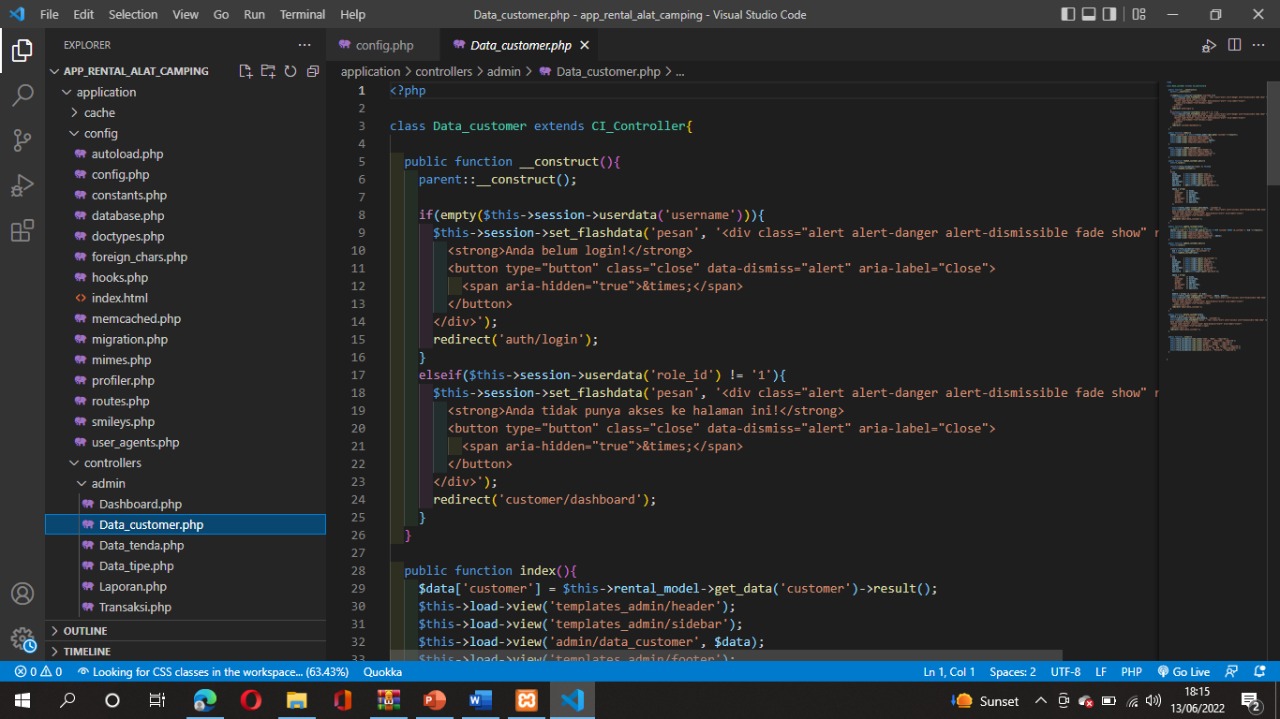 File Edit Selection View Go Run Terminal Help
Data_customer.php - app_rental_alat_camping - Visual Studio Code
EXPLORER
APP_RENTAL_ALAT_CAMPING
application
cache
config
autoload.php
config.php
constants.php
database.php
doctypes.php
foreign_chars.php
hooks.php
index.html
memcached.php
migration.php
mimes.php
profiler.php
routes.php
smileys.php
user_agents.php
controllers
admin
Dashboard.php
Data_customer.php
Data_tenda.php
Data_tipe.php
Laporan.php
Transaksi.php
OUTLINE
TIMELINE
config.php
Data_customer.php
application > controllers > admin > Data_customer.php > ...
1 <?php
2
3 class Data_customer extends CI_Controller{
4
5 public function __construct(){
6 parent::__construct();
7
8 if(empty($this->session->userdata('username'))){
9 $this->session->set_flashdata('pesan', '<div class="alert alert-danger alert-dismissible fade show" r
10 <strong>Anda belum login!</strong>
11 <button type="button" class="close" data-dismiss="alert" aria-label="Close">
12 <span aria-hidden="true">&times;</span>
13 </button>
14 </div>');
15 redirect('auth/login');
16 }
17 elseif($this->session->userdata('role_id') != '1'){
18 $this->session->set_flashdata('pesan', '<div class="alert alert-danger alert-dismissible fade show" r
19 <strong>Anda tidak punya akses ke halaman ini!</strong>
20 <button type="button" class="close" data-dismiss="alert" aria-label="Close">
21 <span aria-hidden="true">&times;</span>
22 </button>
23 </div>');
24 redirect('customer/dashboard');
25 }
26 }
27
28 public function index(){
29 $data['customer'] = $this->rental_model->get_data('customer')->result();
30 $this->load->view('templates_admin/header');
31 $this->load->view('templates_admin/sidebar');
32 $this->load->view('admin/data_customer', $data);
33 $this->load->view('templates_admin/footer');
0 0 Looking for CSS classes in the workspace... (63.43%) Quokka
Ln 1, Col 1 Spaces: 2 UTF-8 LF PHP Go Live
Sunset
18:15
13/06/2022
2